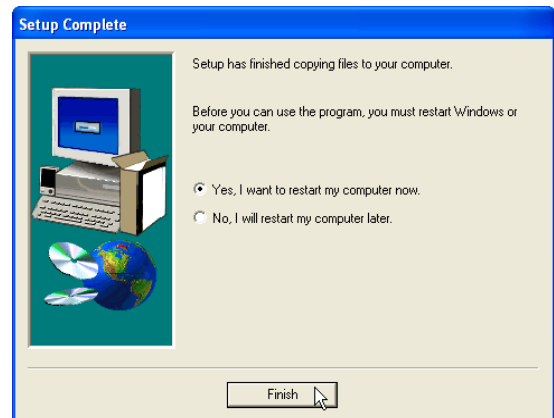 Setup Complete
Setup has finished copying files to your computer.
Before you can use the program, you must restart Windows or
your computer.
Yes, I want to restart my computer now.
No, I will restart my computer later.
Finish